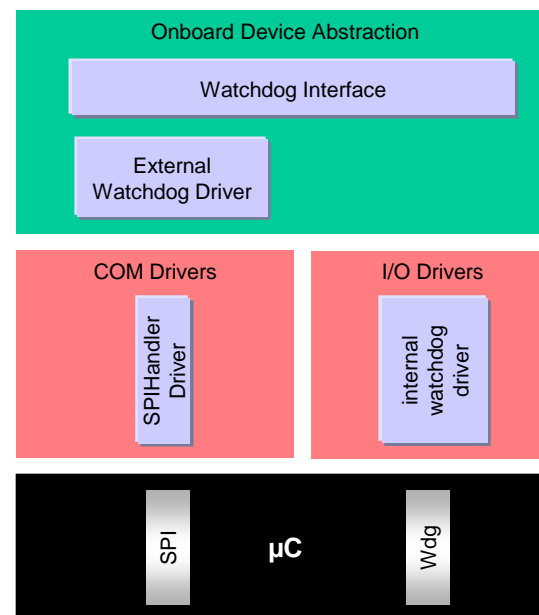 Onboard Device Abstraction
Watchdog Interface
External
Watchdog Driver
COM Drivers
I/O Drivers
SPIHandler
Driver
internal
watchdog
driver
SPI
µC
Wdg